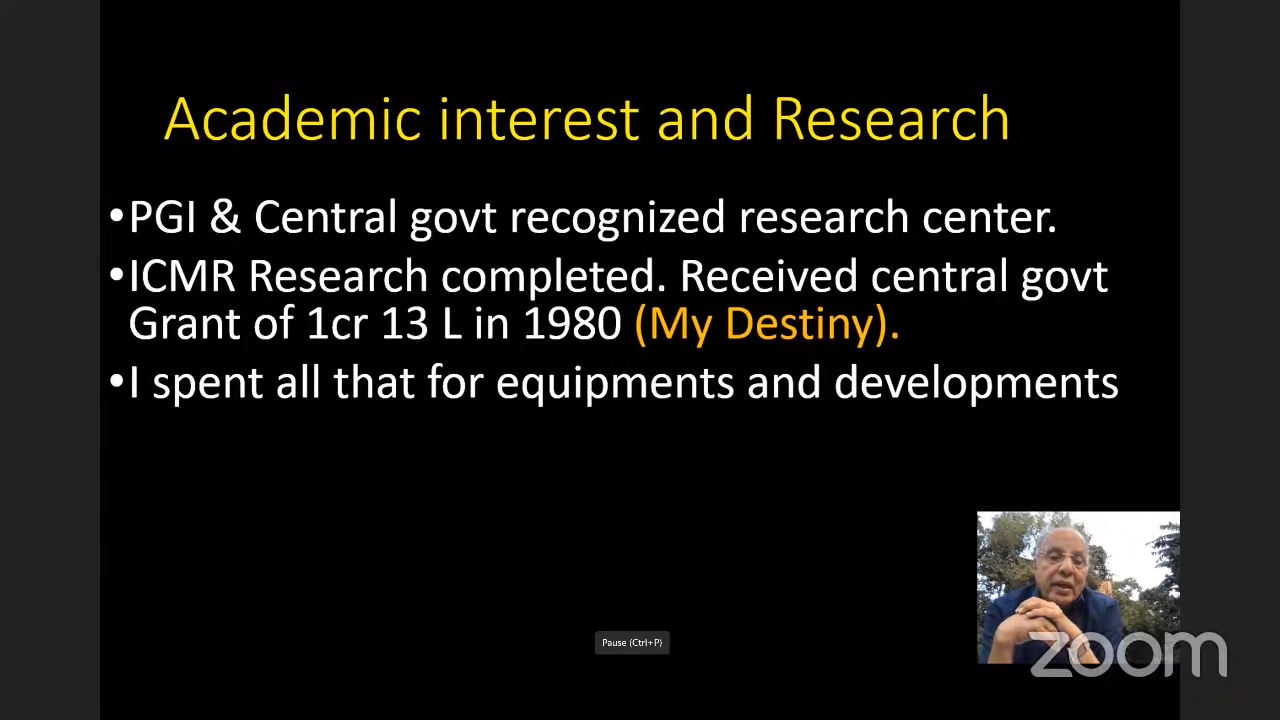 Academic interest and Research
•PGI & Central govt recognized research center.
•ICMR Research completed. Received central govt
Grant of 1cr 13 L in 1980 (My Destiny).
•I spent all that for equipments and developments
Pause (Ctrl+P)
zoom